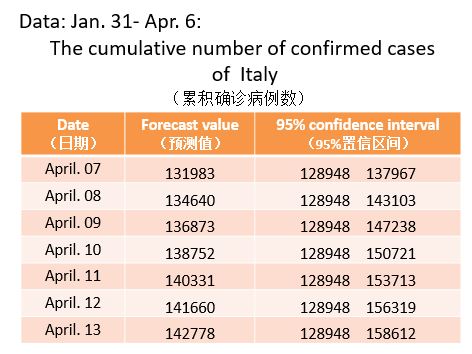 Data: Jan. 31- Apr. 6:
The cumulative number of confirmed cases
of Italy
（累积确诊病例数）
Date Forecast value 95% confidence interval
（日期） （预测值） （95%置信区间）
April. 07 131983 128948 137967
April. 08 134640 128948 143103
April. 09 136873 128948 147238
April. 10 138752 128948 150721
April. 11 140331 128948 153713
April. 12 141660 128948 156319
April. 13 142778 128948 158612